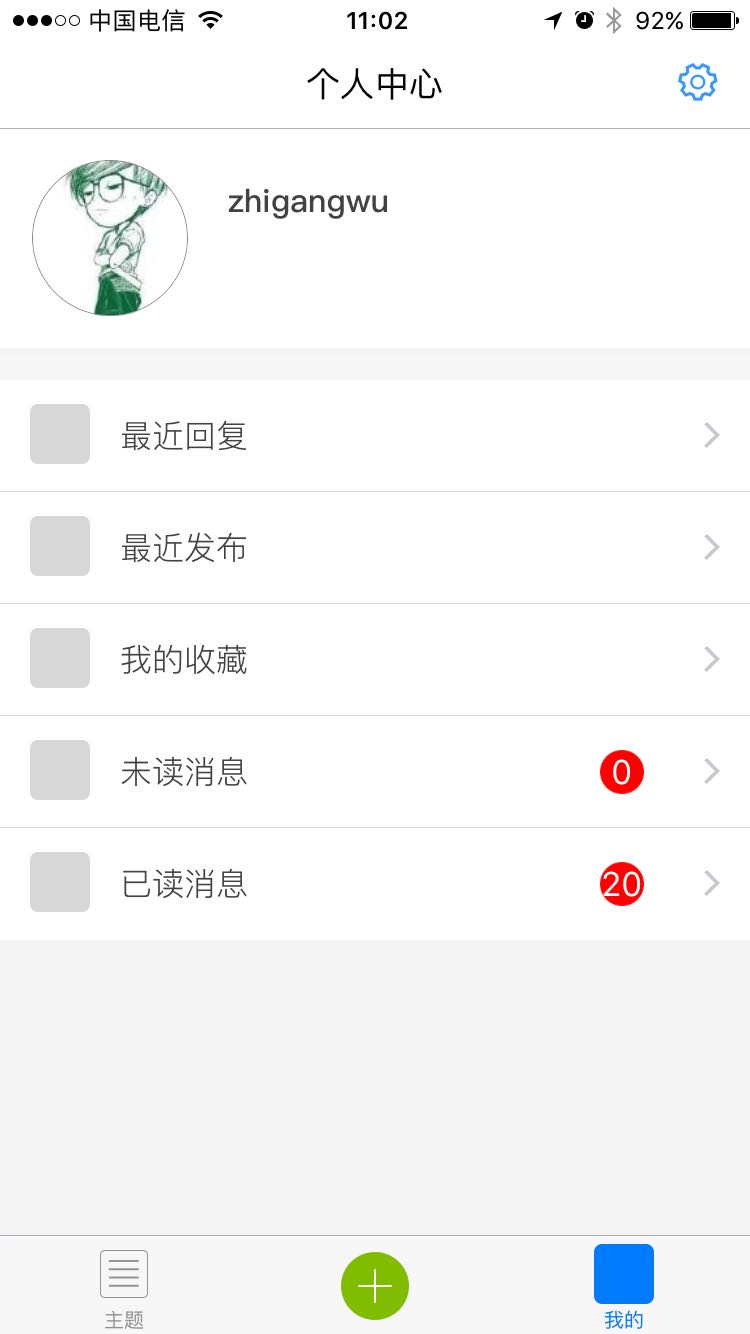 中国电信 11:02 92%
个人中心
zhigangwu
最近回复
最近发布
我的收藏
未读消息 0
已读消息 20
主题 我的